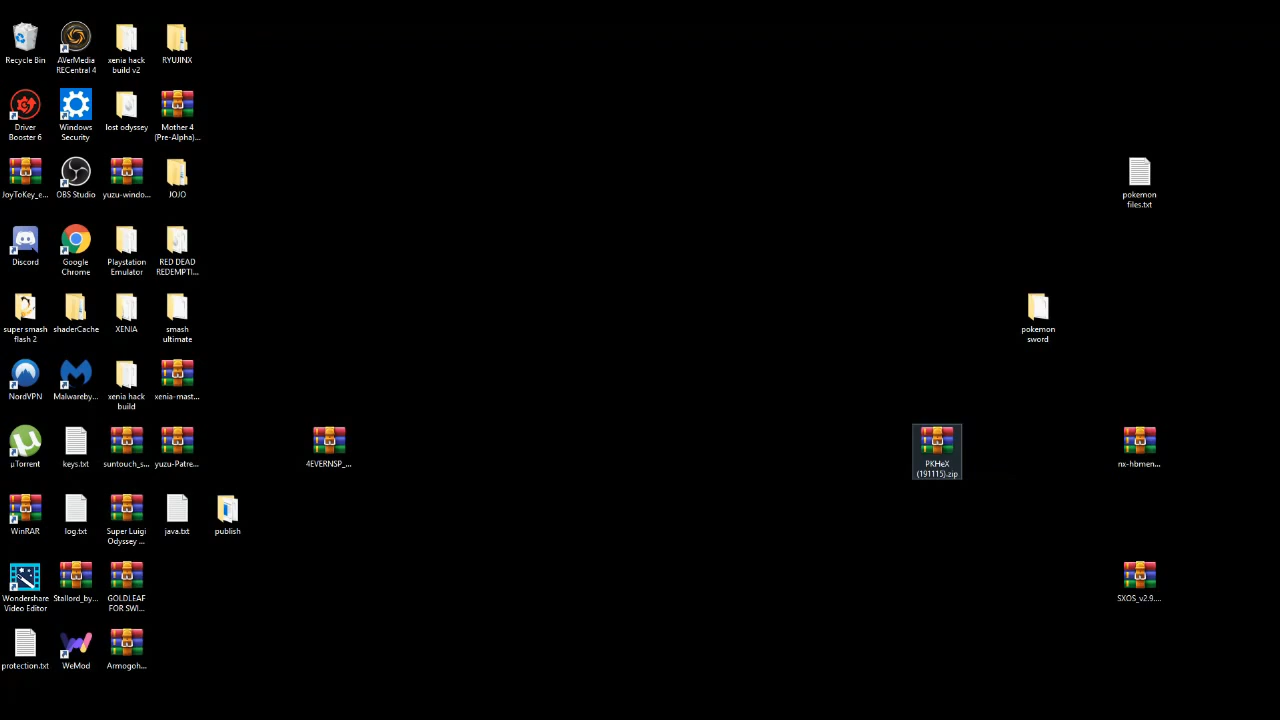 Recycle Bin
AVerMedia
RECentral 4
xenia hack
build v2
RYUJINX
Driver
Booster 6
Windows
Security
lost odyssey
Mother 4
(Pre-Alpha)...
JoyToKey_e...
OBS Studio
yuzu-windo...
JOJO
pokemon
files.txt
Discord
Google
Chrome
Playstation
Emulator
RED DEAD
REDEMPTI...
super smash
flash 2
shaderCache
XENIA
smash
ultimate
pokemon
sword
NordVPN
Malwareby...
xenia hack
build
xenia-mast...
µTorrent
keys.txt
suntouch_s...
yuzu-Patre...
4EVERNSP_...
PKHeX
(191115).zip
nx-hbmen...
WinRAR
log.txt
Super Luigi
Odyssey ...
java.txt
publish
Wondershare
Video Editor
Stallord_by...
GOLDLEAF
FOR SWI...
SXOS_v2.9....
protection.txt
WeMod
Armogoh...